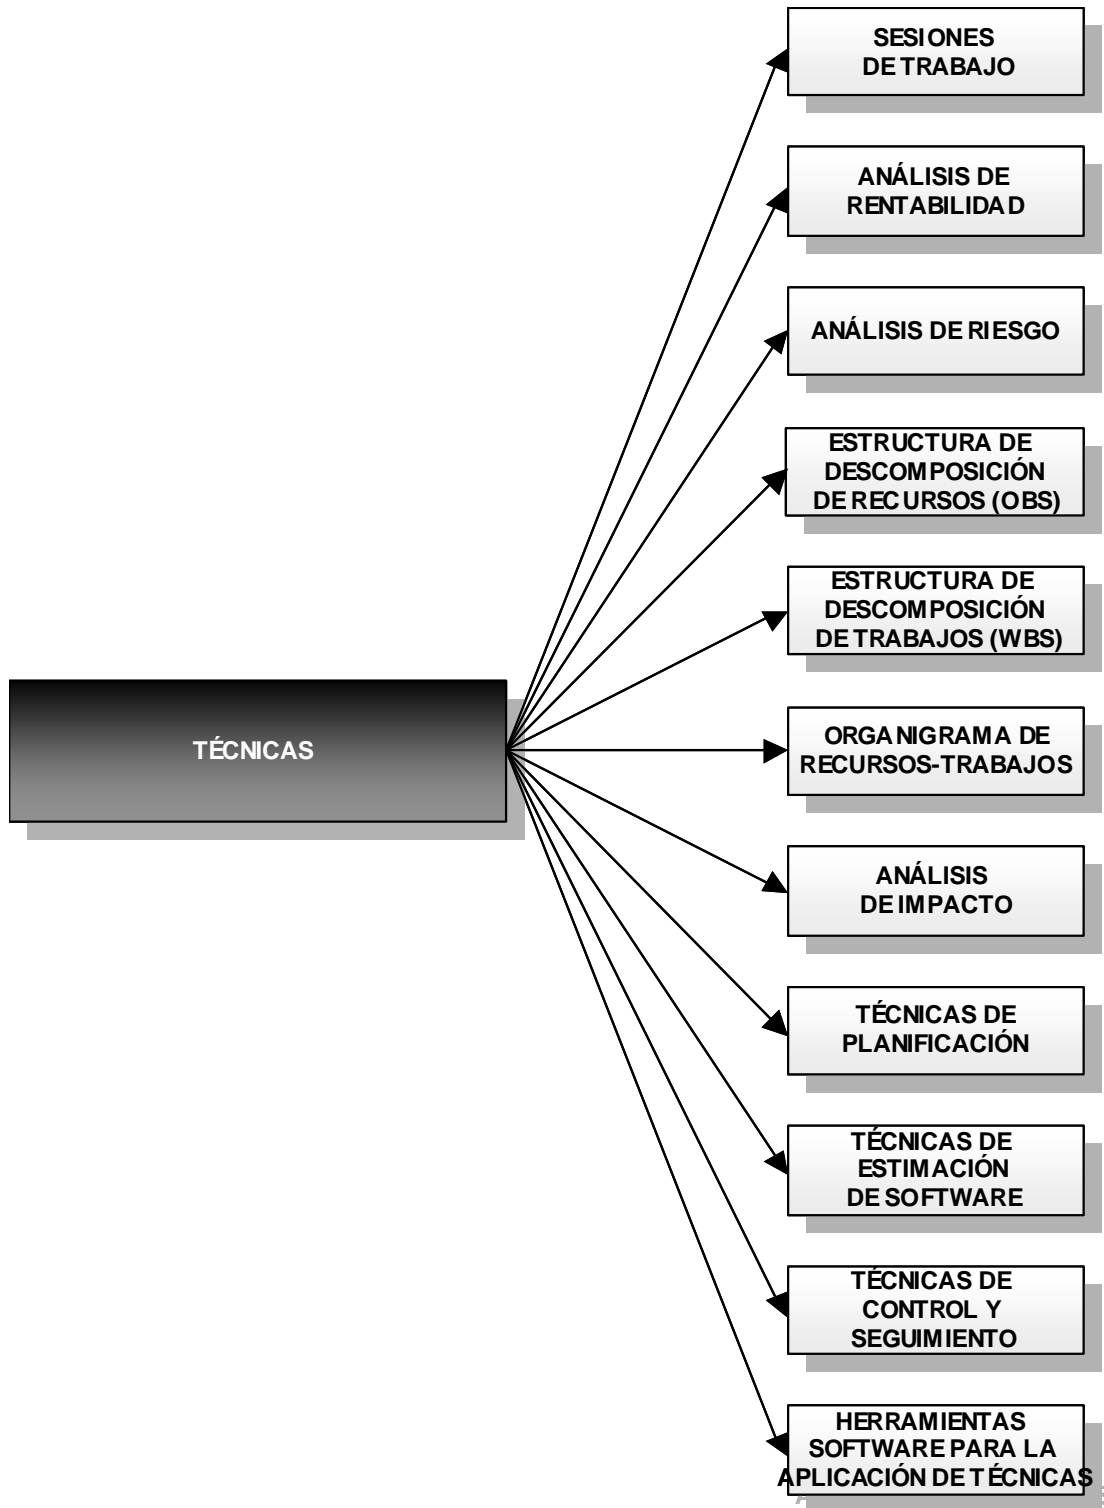 SESIONES
DE TRABAJO
ANÁLISIS DE
RENTABILIDAD
ANÁLISIS DE RIESGO
ESTRUCTURA DE
DESCOMPOSICIÓN
DE RECURSOS (OBS)
ESTRUCTURA DE
DESCOMPOSICIÓN
DE TRABAJOS (WBS)
TÉCNICAS
ORGANIGRAMA DE
RECURSOS-TRABAJOS
ANÁLISIS
DE IMPACTO
TÉCNICAS DE
PLANIFICACIÓN
TÉCNICAS DE
ESTIMACIÓN
DE SOFTWARE
TÉCNICAS DE
CONTROL Y
SEGUIMIENTO
HERRAMIENTAS
SOFTWARE PARA LA
APLICACIÓN DE TÉCNICAS